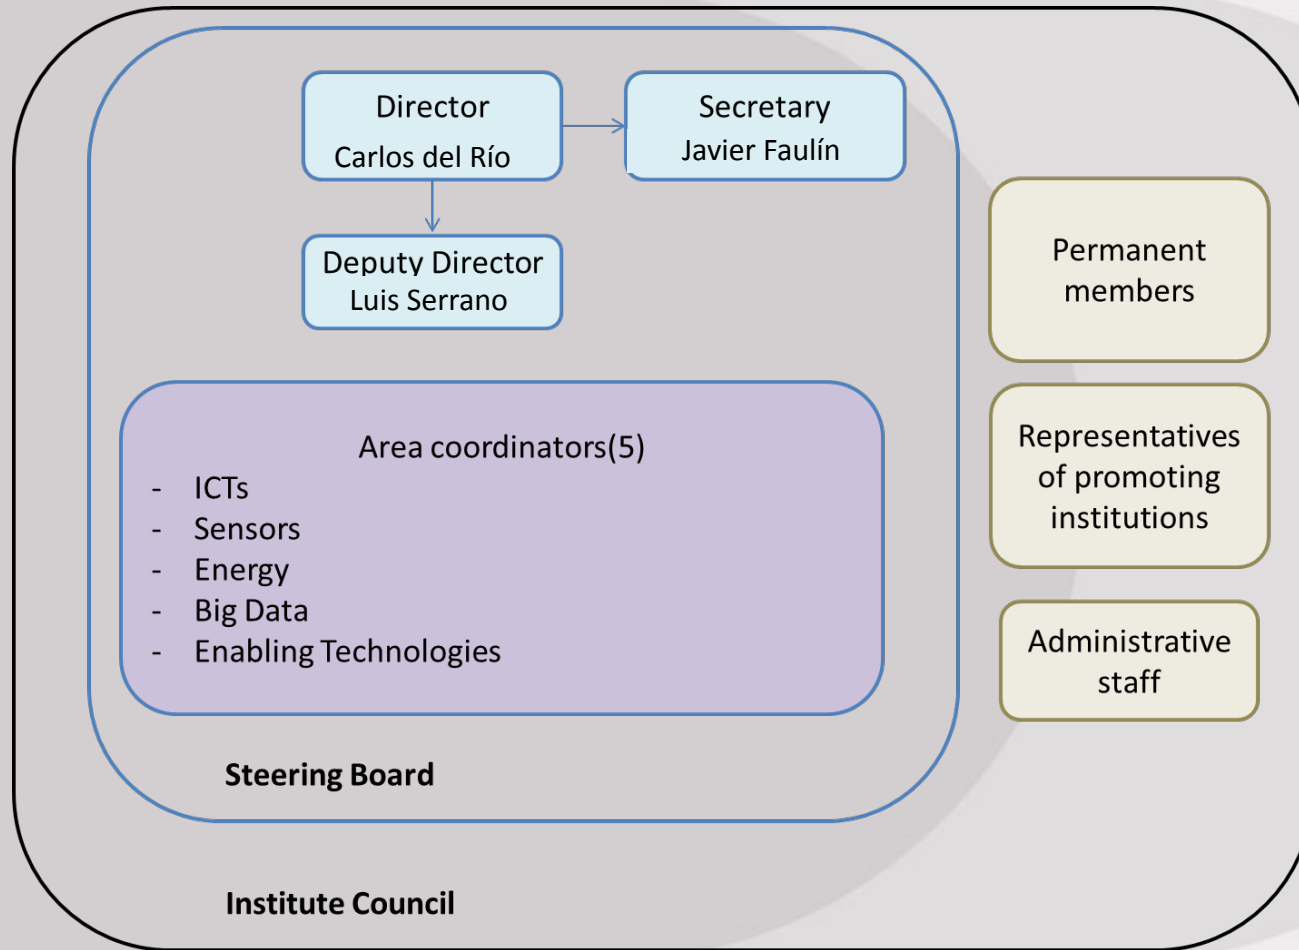 Director
Carlos del Río
Secretary
Javier Faulín
Deputy Director
Luis Serrano
Permanent
members
Area coordinators(5)
- ICTs
- Sensors
- Energy
- Big Data
- Enabling Technologies
Representatives
of promoting
institutions
Administrative
staff
Steering Board
Institute Council